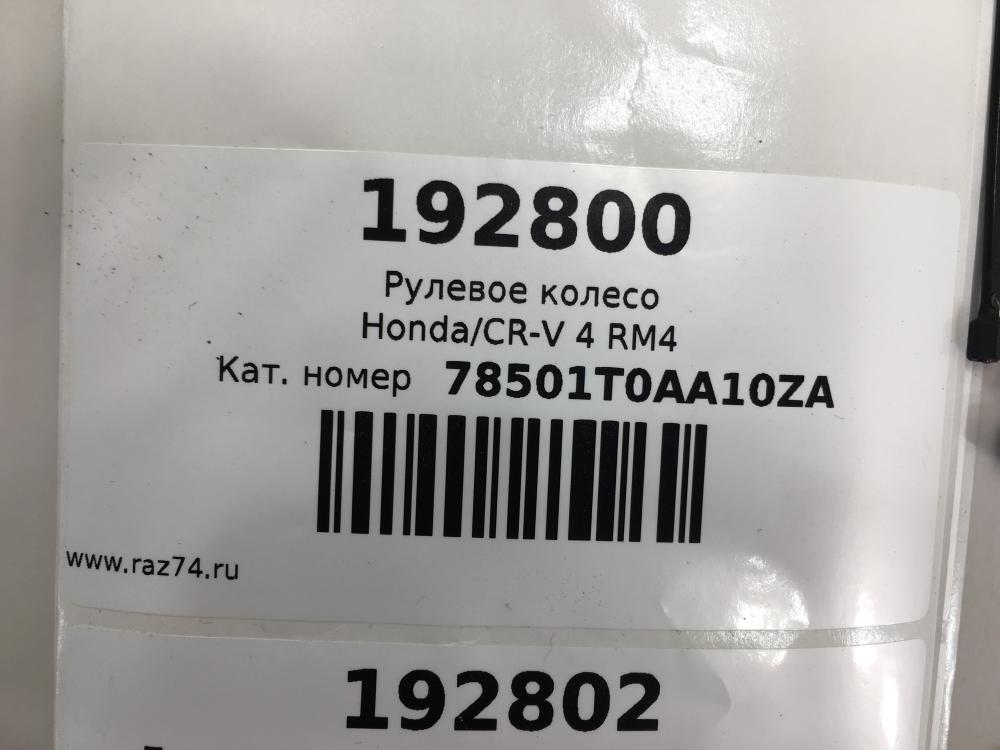 192800
Рулевое колесо
Honda/CR-V 4 RM4
Кат. номер 78501T0AA10ZA
www.raz74.ru
192802